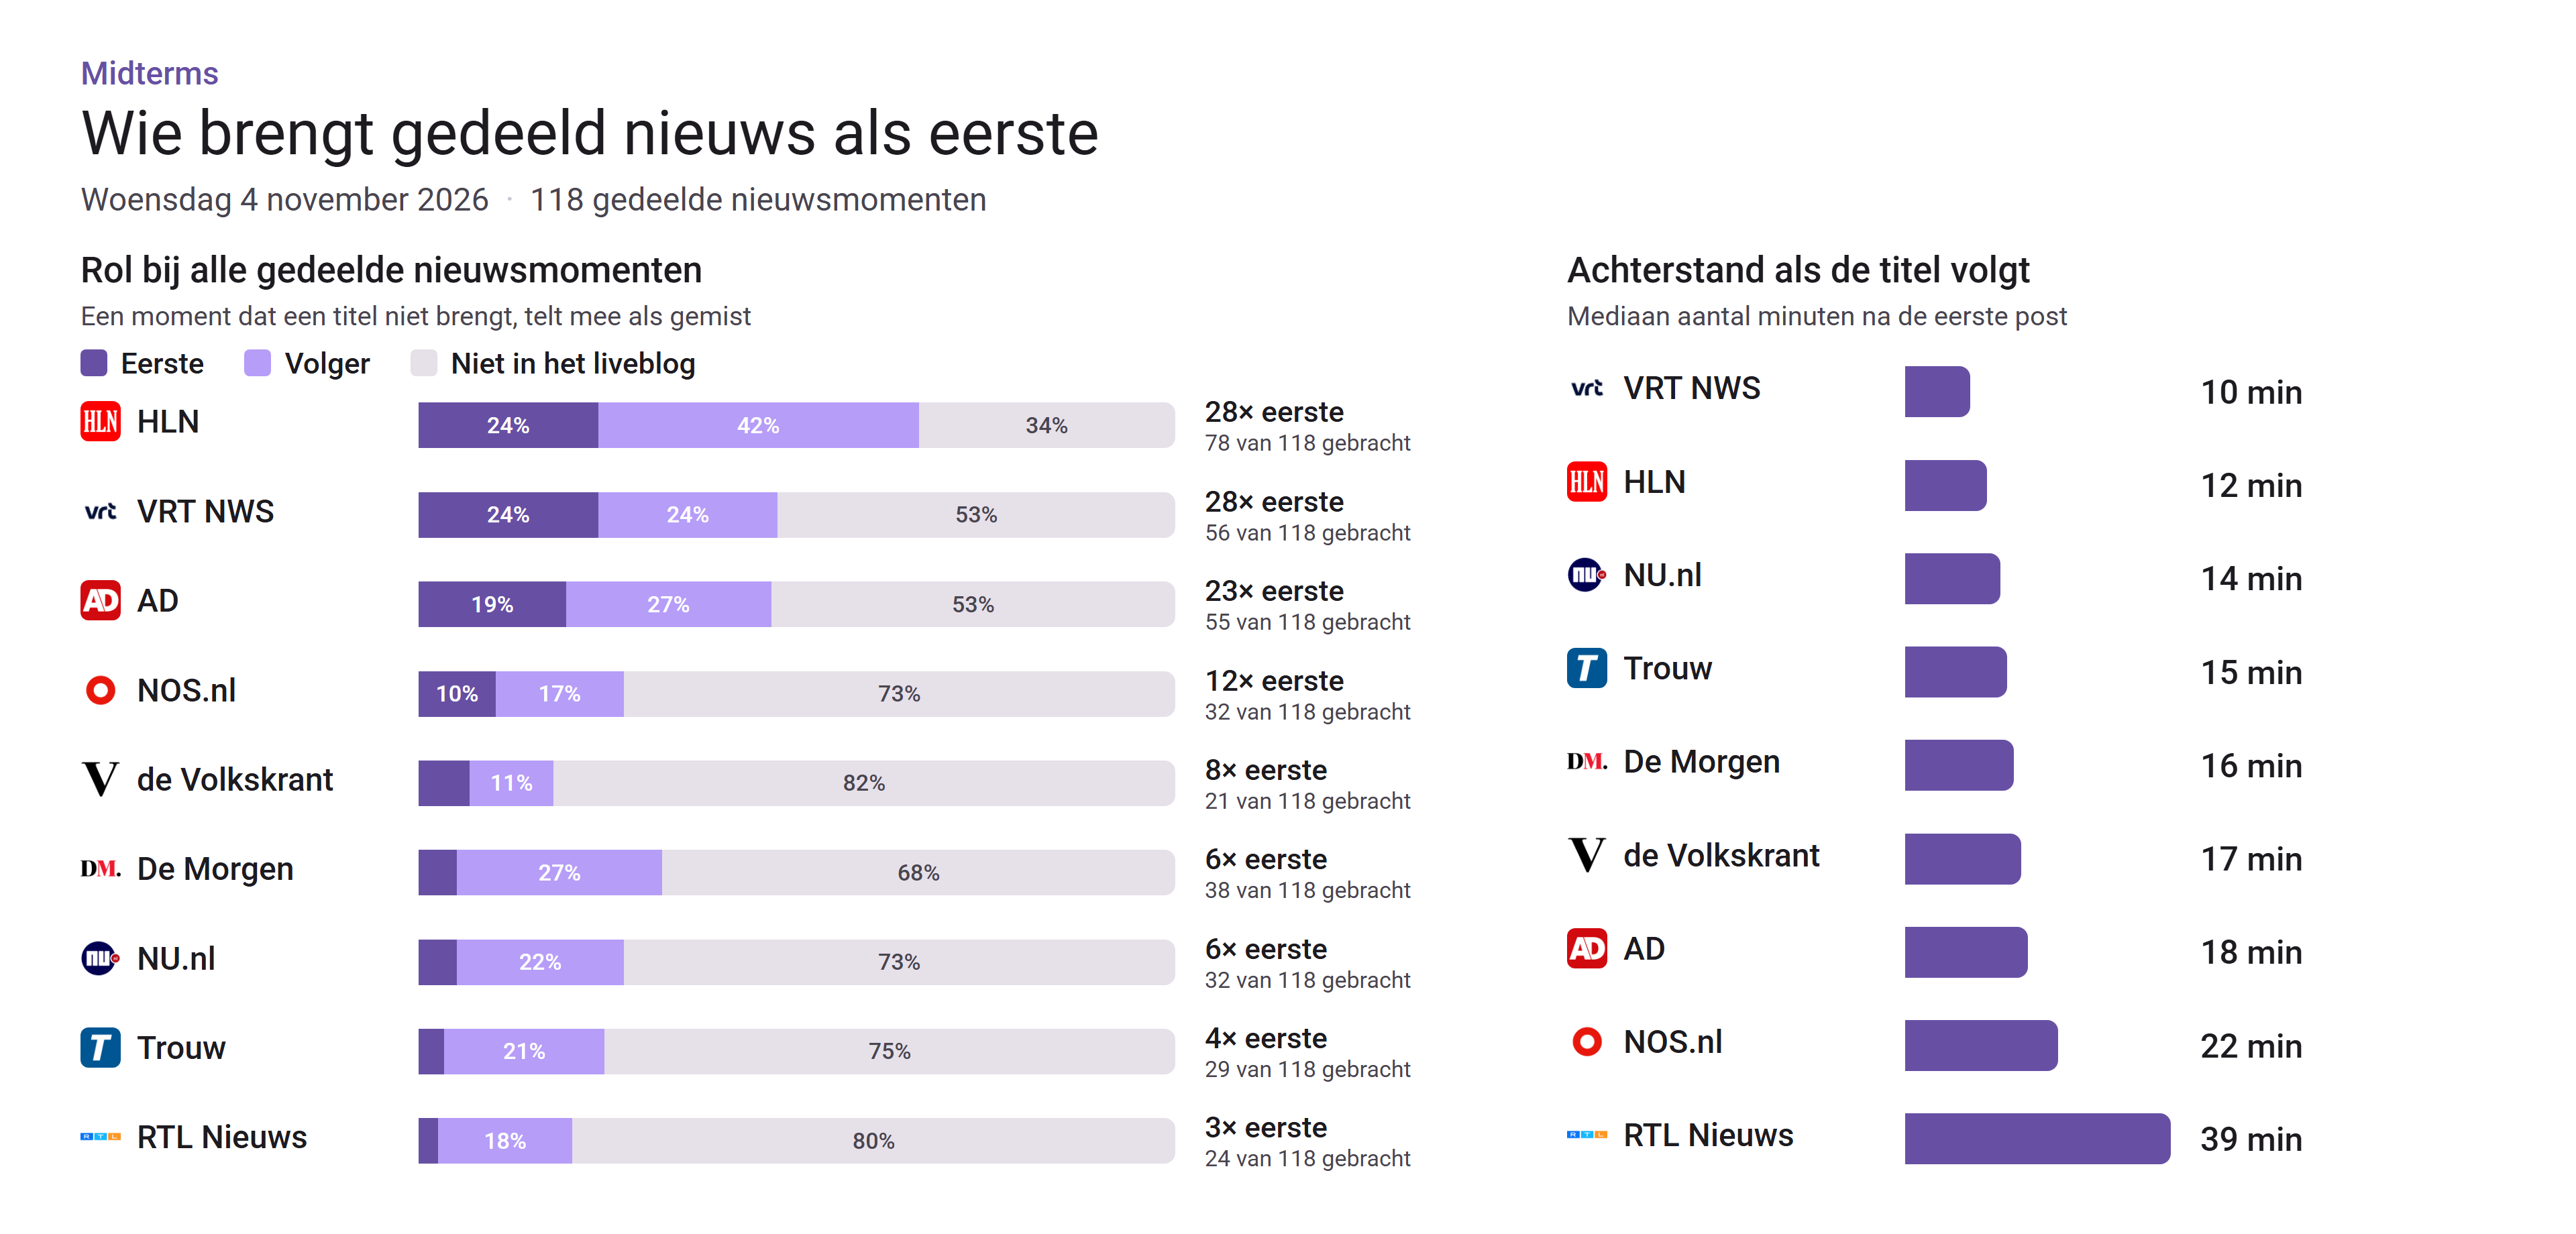 Midterms
Wie brengt gedeeld nieuws als eerste
Woensdag 4 november 2026 · 118 gedeelde nieuwsmomenten
Rol bij alle gedeelde nieuwsmomenten
Een moment dat een titel niet brengt, telt mee als gemist
Eerste Volger Niet in het liveblog
HLN HLN 24% 42% 34% 28× eerste
78 van 118 gebracht
vrt VRT NWS 24% 24% 53% 28× eerste
56 van 118 gebracht
AD AD 19% 27% 53% 23× eerste
55 van 118 gebracht
NOS.nl 10% 17% 73% 12× eerste
32 van 118 gebracht
V de Volkskrant 11% 82% 8× eerste
21 van 118 gebracht
DM. De Morgen 27% 68% 6× eerste
38 van 118 gebracht
NU NU.nl 22% 73% 6× eerste
32 van 118 gebracht
T Trouw 21% 75% 4× eerste
29 van 118 gebracht
RTL RTL Nieuws 18% 80% 3× eerste
24 van 118 gebracht
Achterstand als de titel volgt
Mediaan aantal minuten na de eerste post
vrt VRT NWS 10 min
HLN HLN 12 min
NU NU.nl 14 min
T Trouw 15 min
DM. De Morgen 16 min
V de Volkskrant 17 min
AD AD 18 min
NOS.nl 22 min
RTL RTL Nieuws 39 min